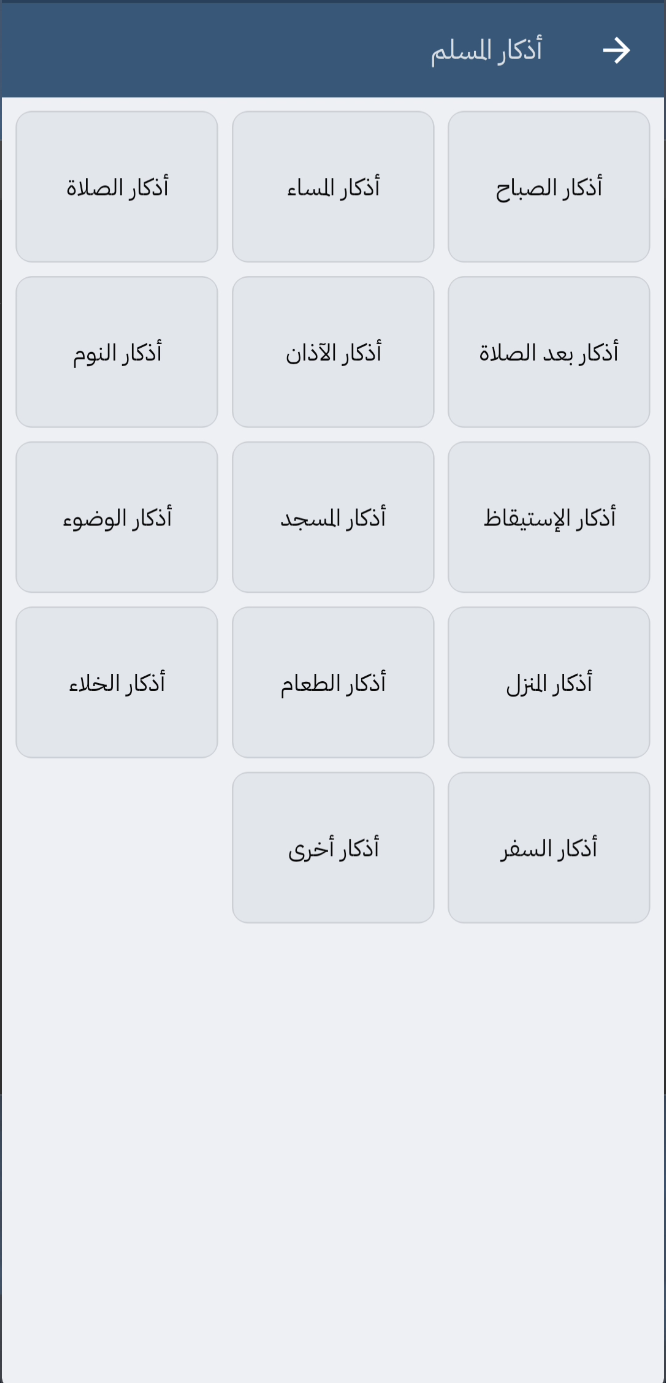 أذكار المسلم
أذكار الصباح
أذكار المساء
أذكار الصلاة
أذكار بعد الصلاة
أذكار الآذان
أذكار النوم
أذكار الإستيقاظ
أذكار المسجد
أذكار الوضوء
أذكار المنزل
أذكار الطعام
أذكار الخلاء
أذكار السفر
أذكار أخرى